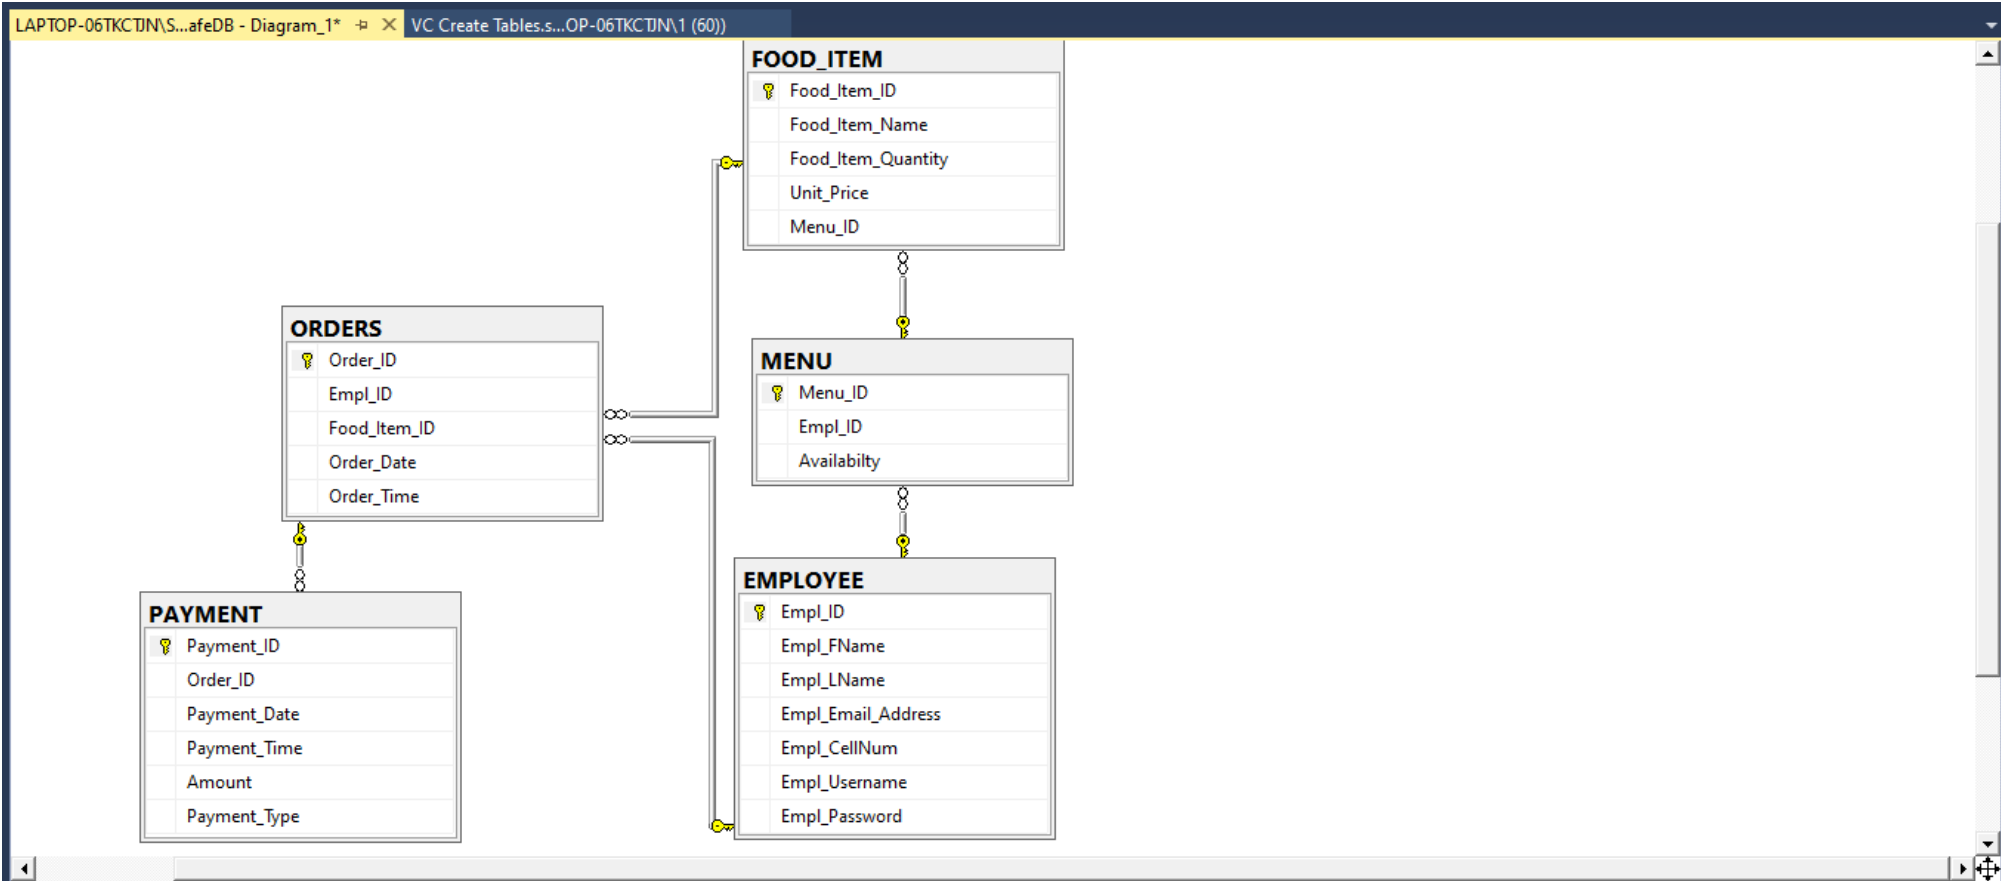 LAPTOP-06TKCTJN\S...afeDB - Diagram_1*
VC Create Tables.s...OP-06TKCTJN\1 (60))
FOOD_ITEM
Food_Item_ID
Food_Item_Name
Food_Item_Quantity
Unit_Price
Menu_ID
ORDERS
Order_ID
Empl_ID
Food_Item_ID
Order_Date
Order_Time
MENU
Menu_ID
Empl_ID
Availabilty
PAYMENT
Payment_ID
Order_ID
Payment_Date
Payment_Time
Amount
Payment_Type
EMPLOYEE
Empl_ID
Empl_FName
Empl_LName
Empl_Email_Address
Empl_CellNum
Empl_Username
Empl_Password